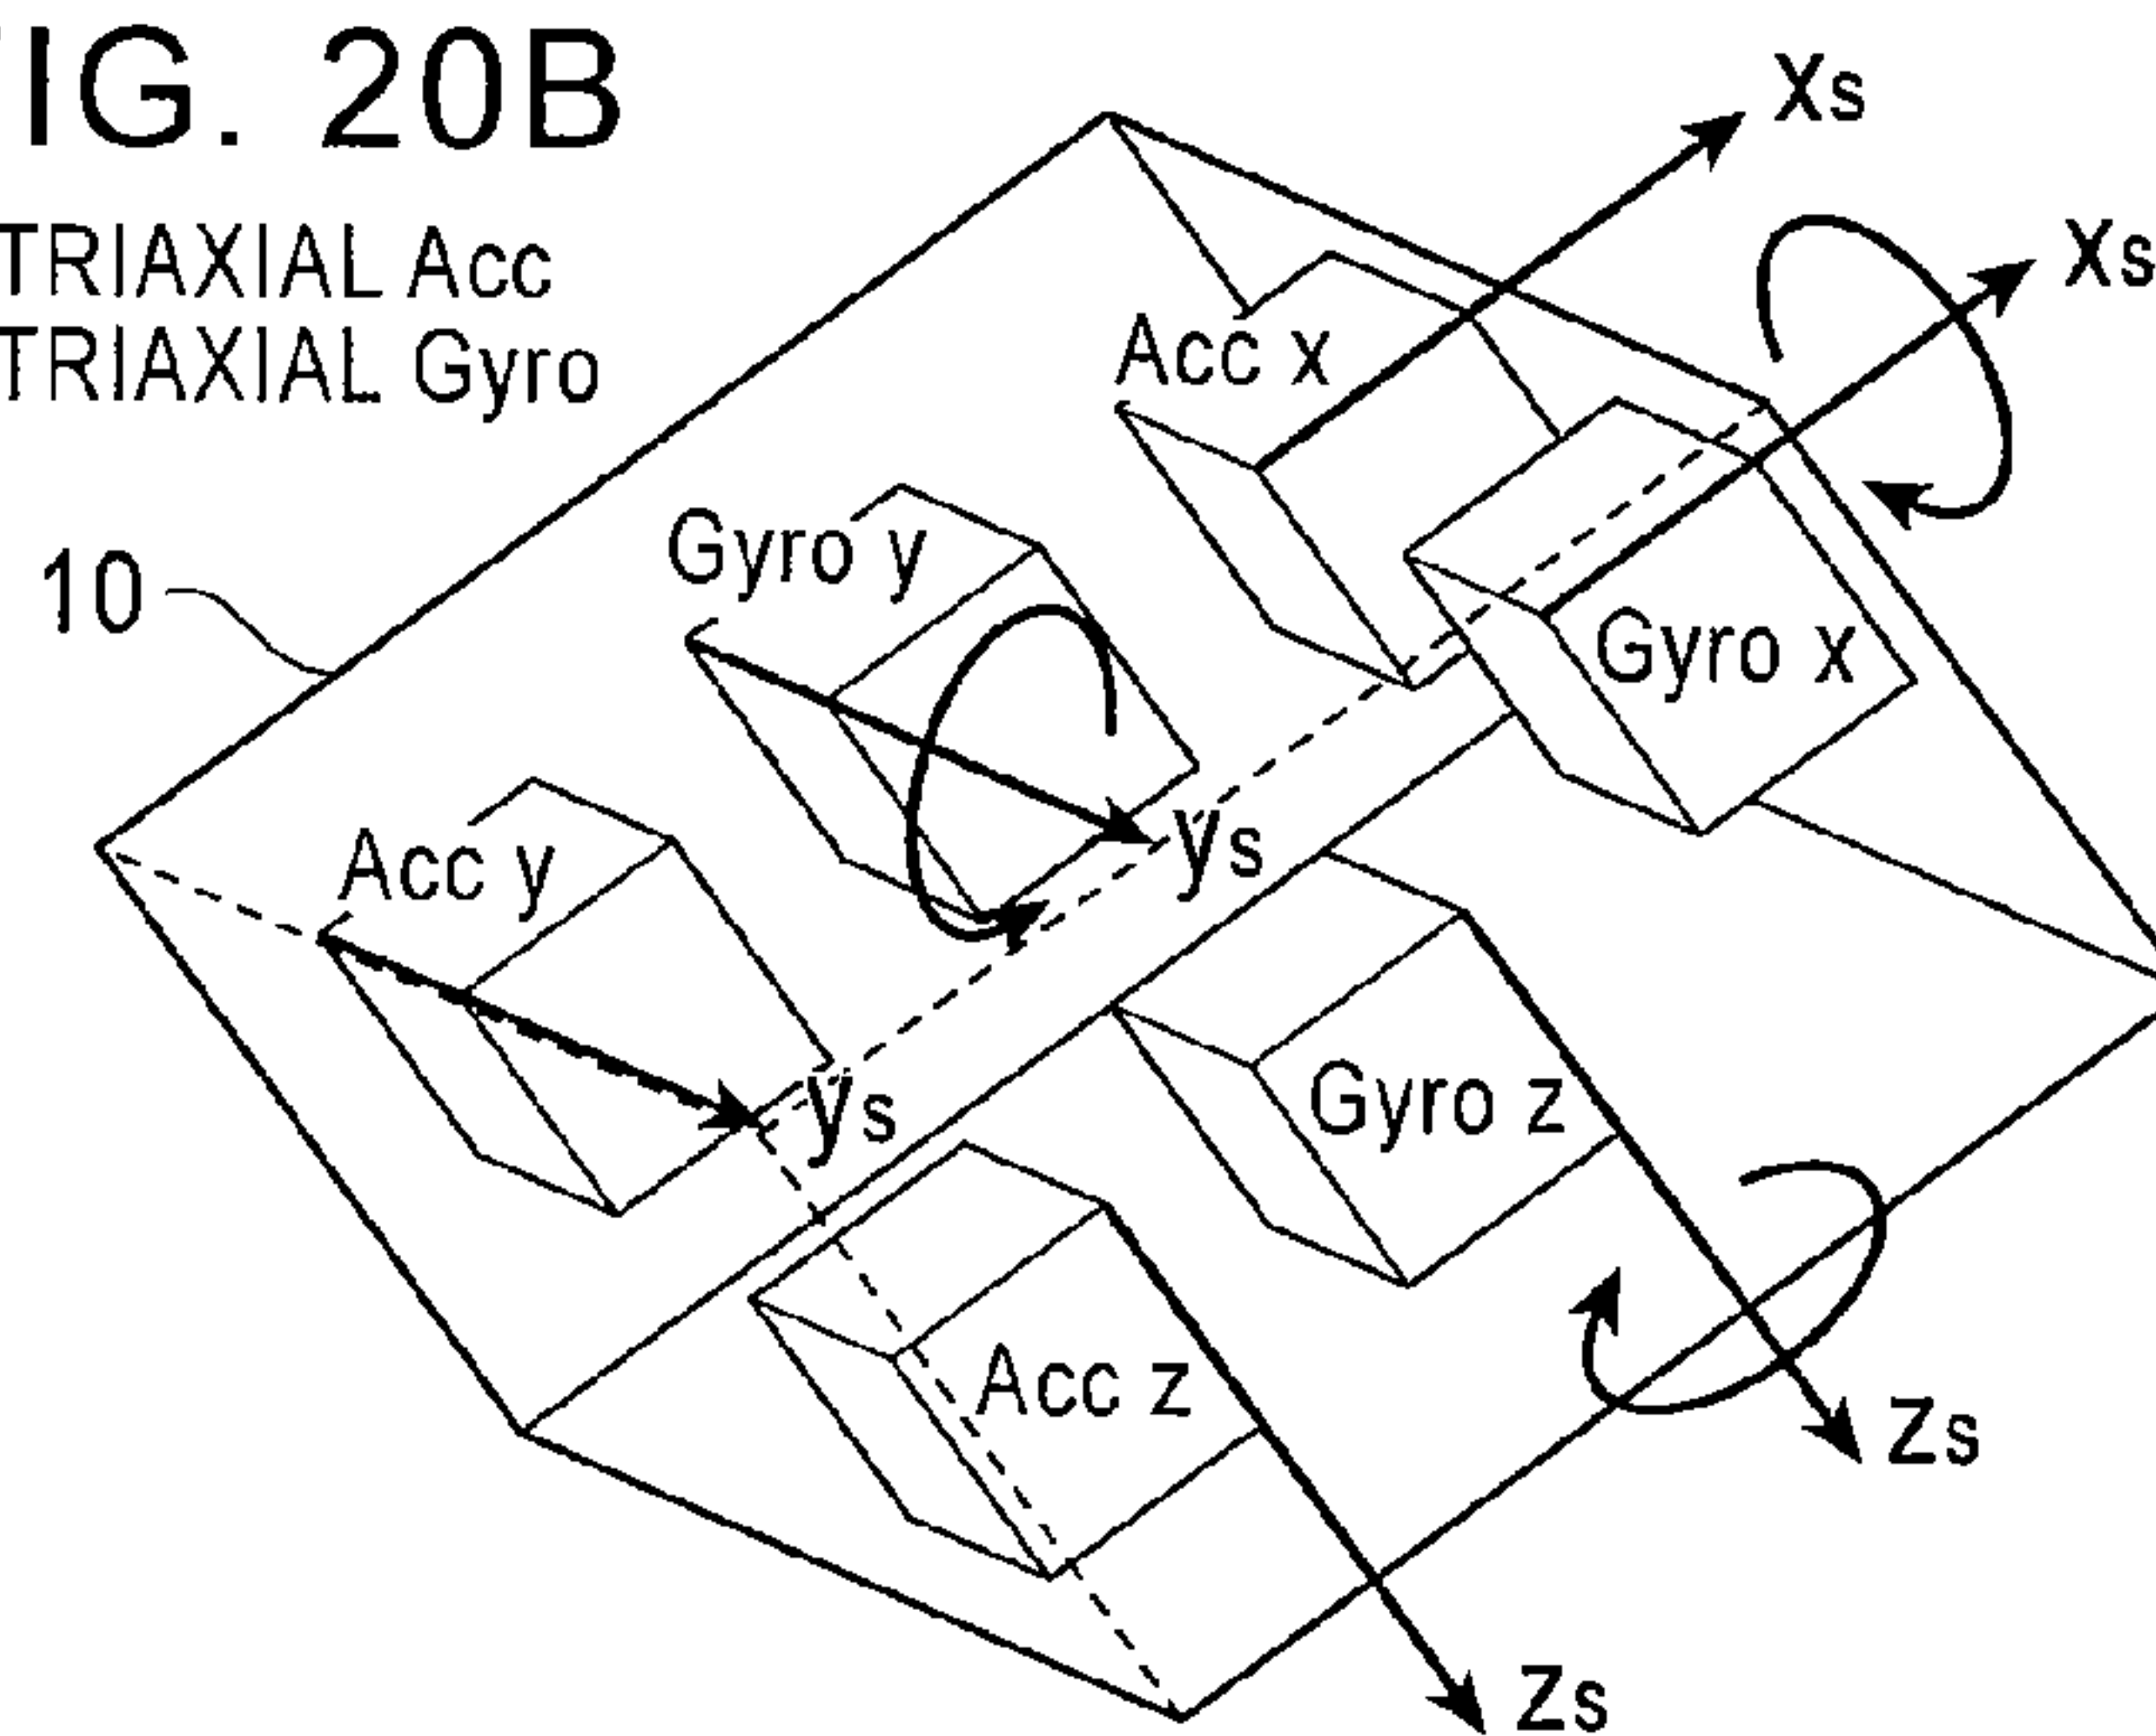 FIG. 20B
TRIAXIAL Acc
TRIAXIAL Gyro
Xs
Xs
Acc x
Gyro y
10
Gyro x
ys
Acc y
ys
Gyro z
Acc z
Zs
Zs